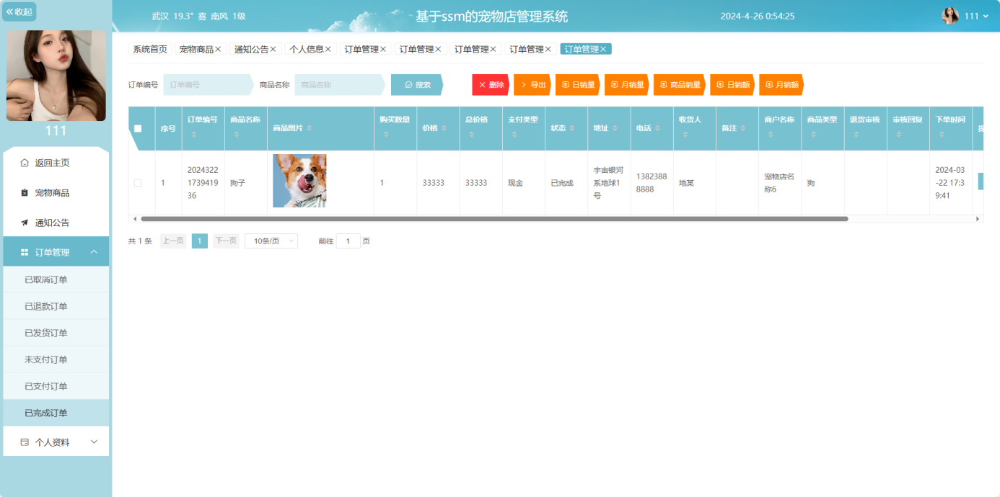 收起
武汉 19.3° 雾 南风 1级
基于ssm的宠物店管理系统
2024-4-26 0:54:25
111
111
返回主页
宠物商品
通知公告
订单管理
已取消订单
已退款订单
已发货订单
未支付订单
已支付订单
已完成订单
个人资料
系统首页 宠物商品× 通知公告× 个人信息× 订单管理× 订单管理× 订单管理× 订单管理× 订单管理×
订单编号 订单编号 商品名称 商品名称 搜索 删除 导出 日销量 月销量 商品销量 日销额 月销额
序号 订单编号 商品名称 商品图片 购买数量 价格 总价格 支付类型 状态 地址 电话 收货人 备注 商户名称 商品类型 退货审核 审核回复 下单时间
1 2024322173941936 狗子 1 33333 33333 现金 已完成 宇宙银河系地球1号 13823888888 地某 宠物店名称6 狗 2024-03-22 17:39:41
共 1 条 上一页 1 下一页 10条/页 前往 1 页